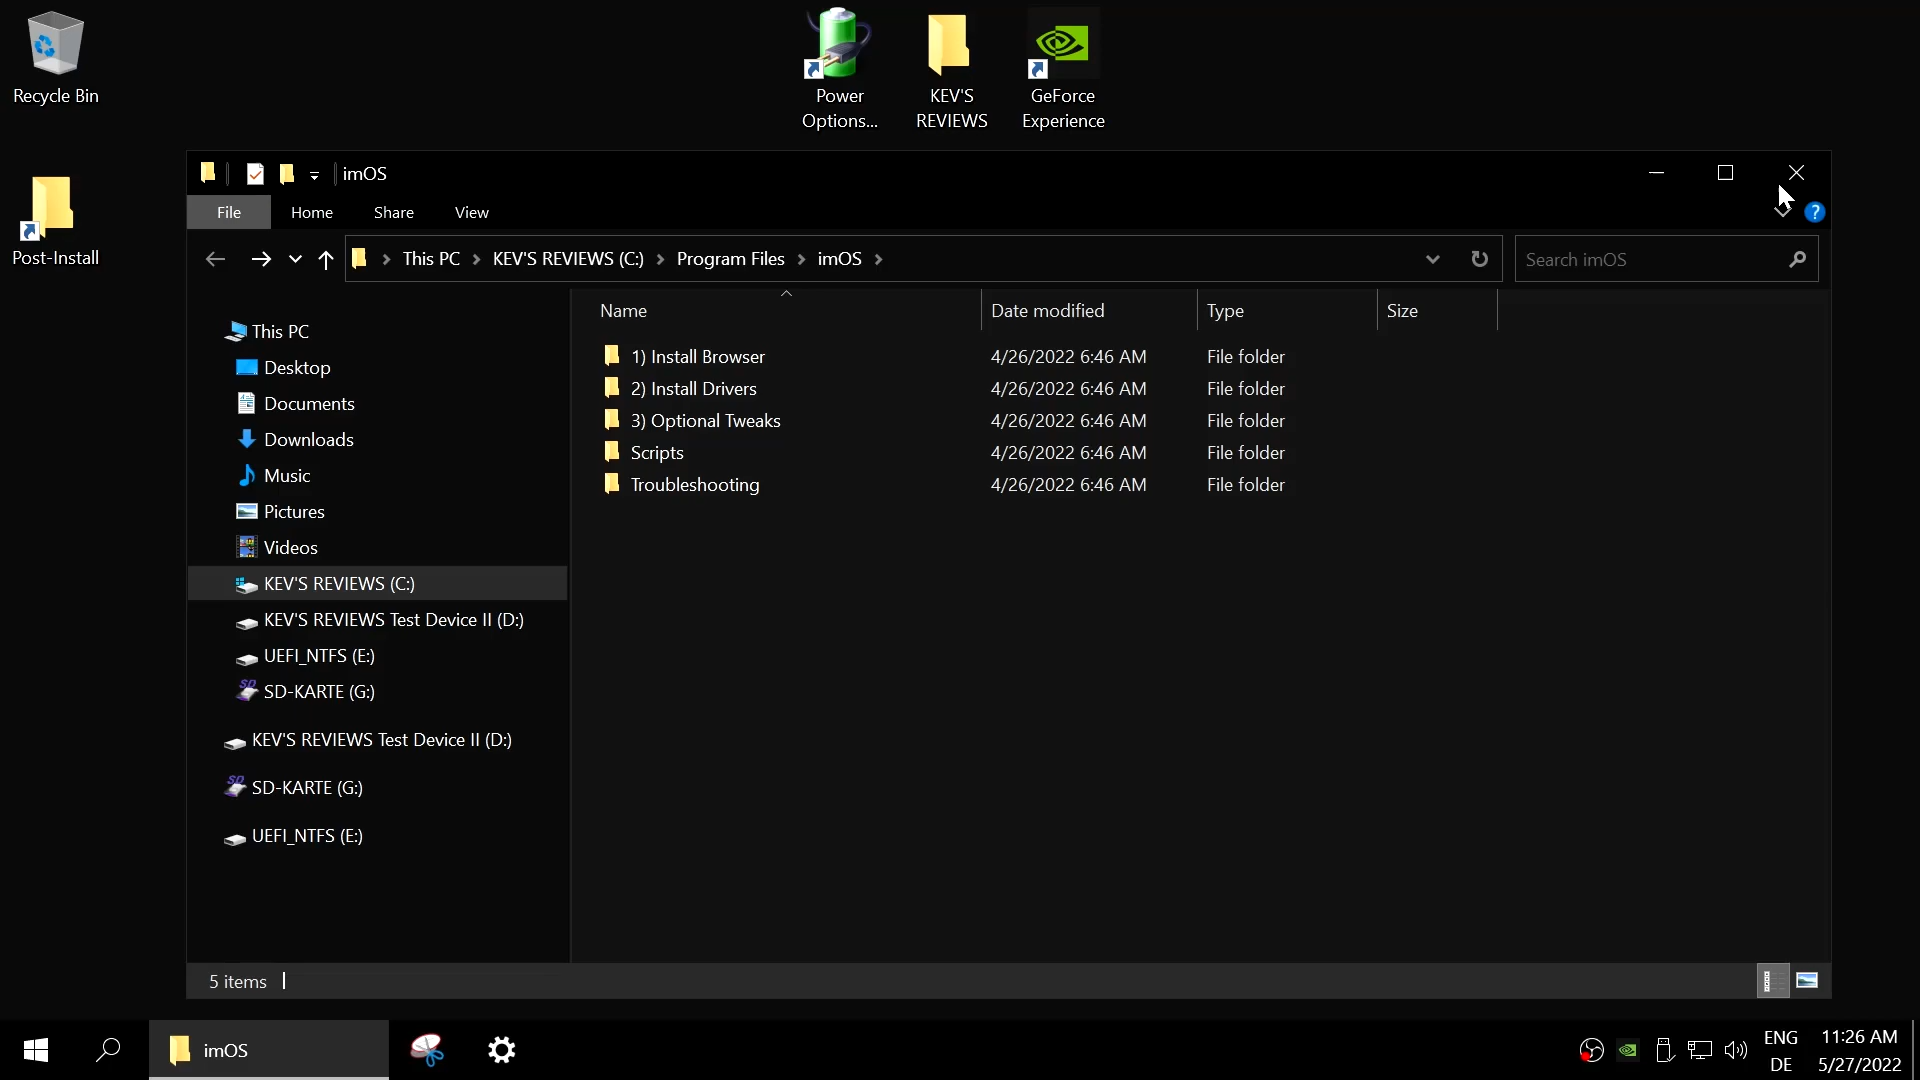 Recycle Bin
Power
Options...
KEV'S
REVIEWS
GeForce
Experience
Post-Install
imOS
File Home Share View
?
This PC > KEV'S REVIEWS (C:) > Program Files > imOS >
Search imOS
Name Date modified Type Size
This PC
Desktop
Documents
Downloads
Music
Pictures
Videos
KEV'S REVIEWS (C:)
KEV'S REVIEWS Test Device II (D:)
UEFI_NTFS (E:)
SD-KARTE (G:)
KEV'S REVIEWS Test Device II (D:)
SD-KARTE (G:)
UEFI_NTFS (E:)
1) Install Browser 4/26/2022 6:46 AM File folder
2) Install Drivers 4/26/2022 6:46 AM File folder
3) Optional Tweaks 4/26/2022 6:46 AM File folder
Scripts 4/26/2022 6:46 AM File folder
Troubleshooting 4/26/2022 6:46 AM File folder
5 items
imOS
ENG
DE
11:26 AM
5/27/2022